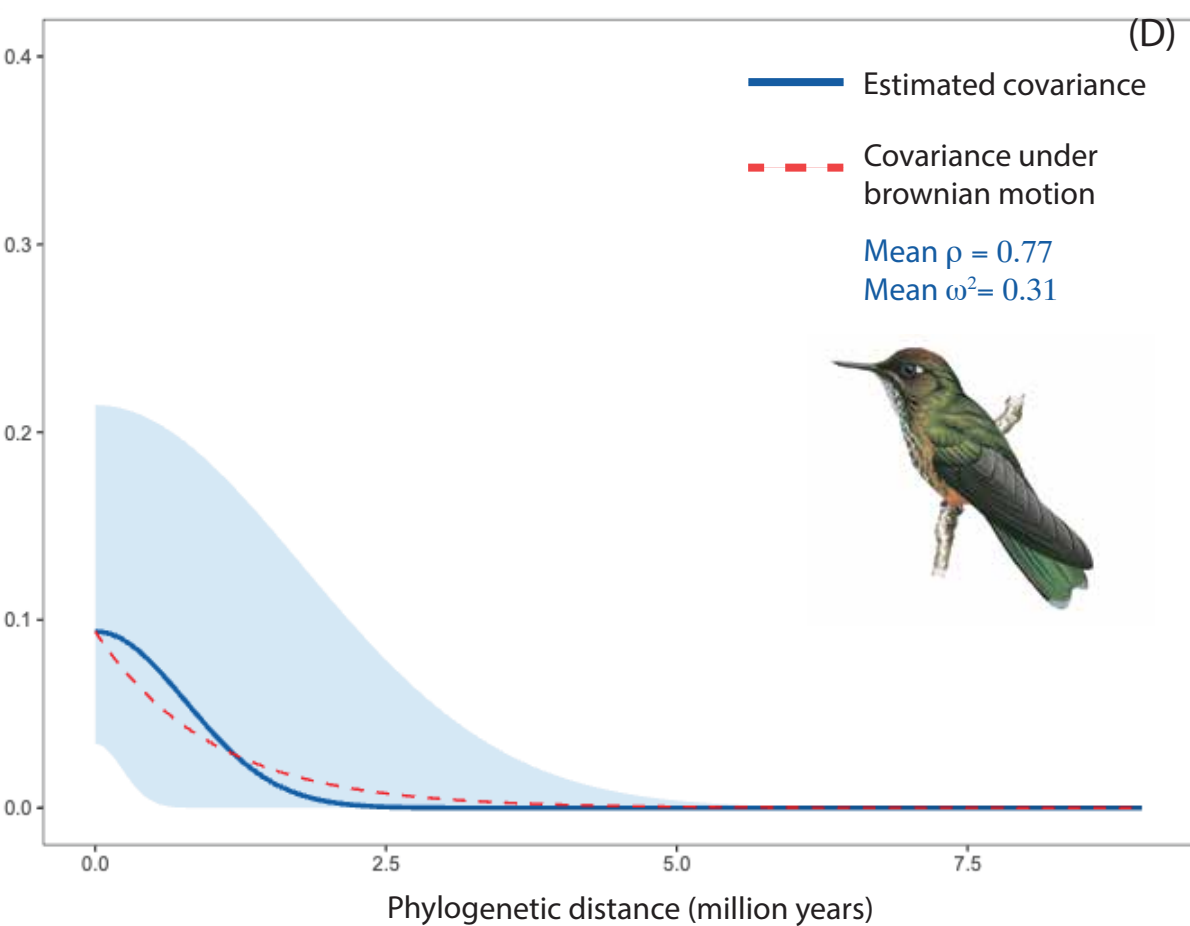 (D)
0.4
Estimated covariance
Covariance under
brownian motion
0.3
Mean ρ = 0.77
Mean ω²= 0.31
0.2
0.1
0.0
0.0 2.5 5.0 7.5
Phylogenetic distance (million years)